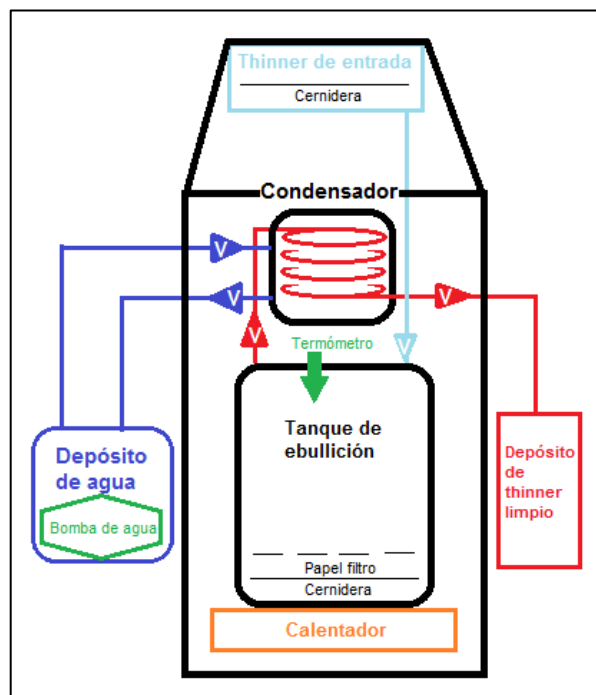 Thinner de entrada
Cernidera
Condensador
V
V
V
V
V
Termómetro
Tanque de
ebullición
Depósito
de agua
Bomba de agua
Depósito
de
thinner
limpio
Papel filtro
Cernidera
Calentador